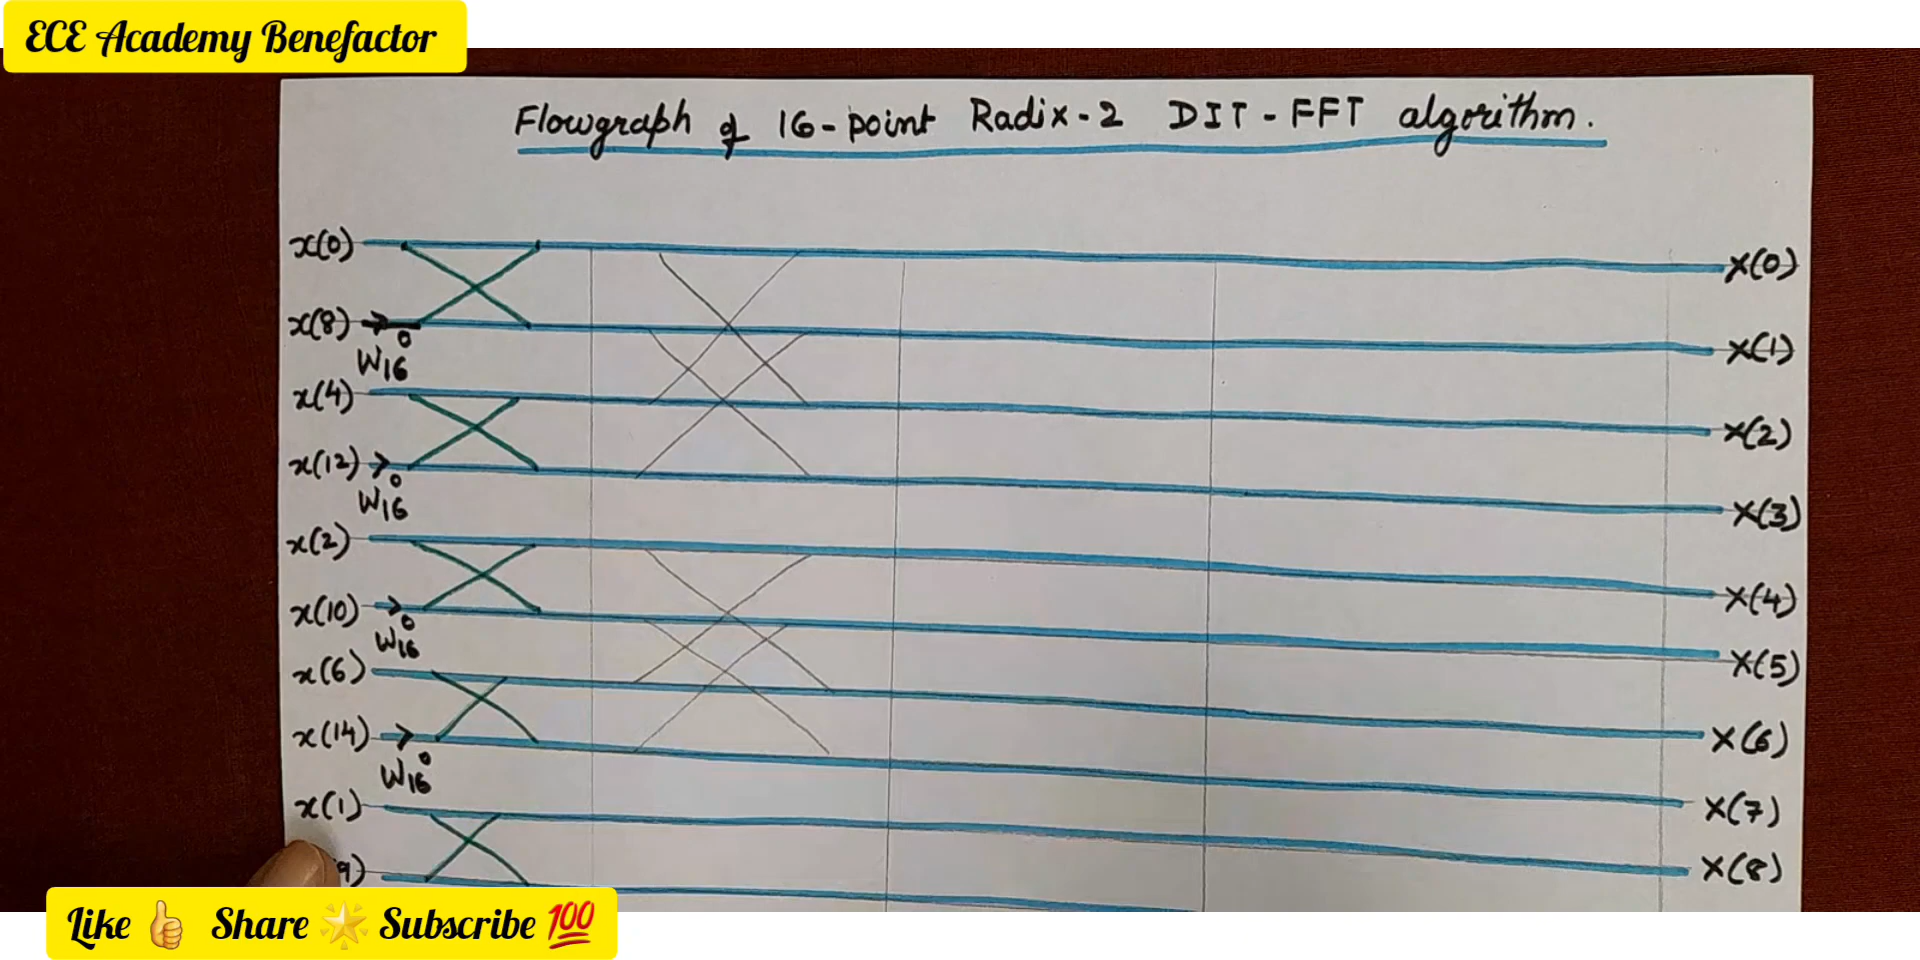 ECE Academy Benefactor
Flowgraph of 16-point Radix-2 DIT-FFT algorithm.
x(0) X(0)
x(8) X(1)
W16^0
x(4) X(2)
x(12) X(3)
W16^0
x(2) X(4)
x(10) X(5)
W16^0
x(6) X(6)
x(14) X(7)
W16^0
x(1) X(8)
9)
Like 👍 Share 🌟 Subscribe 💯